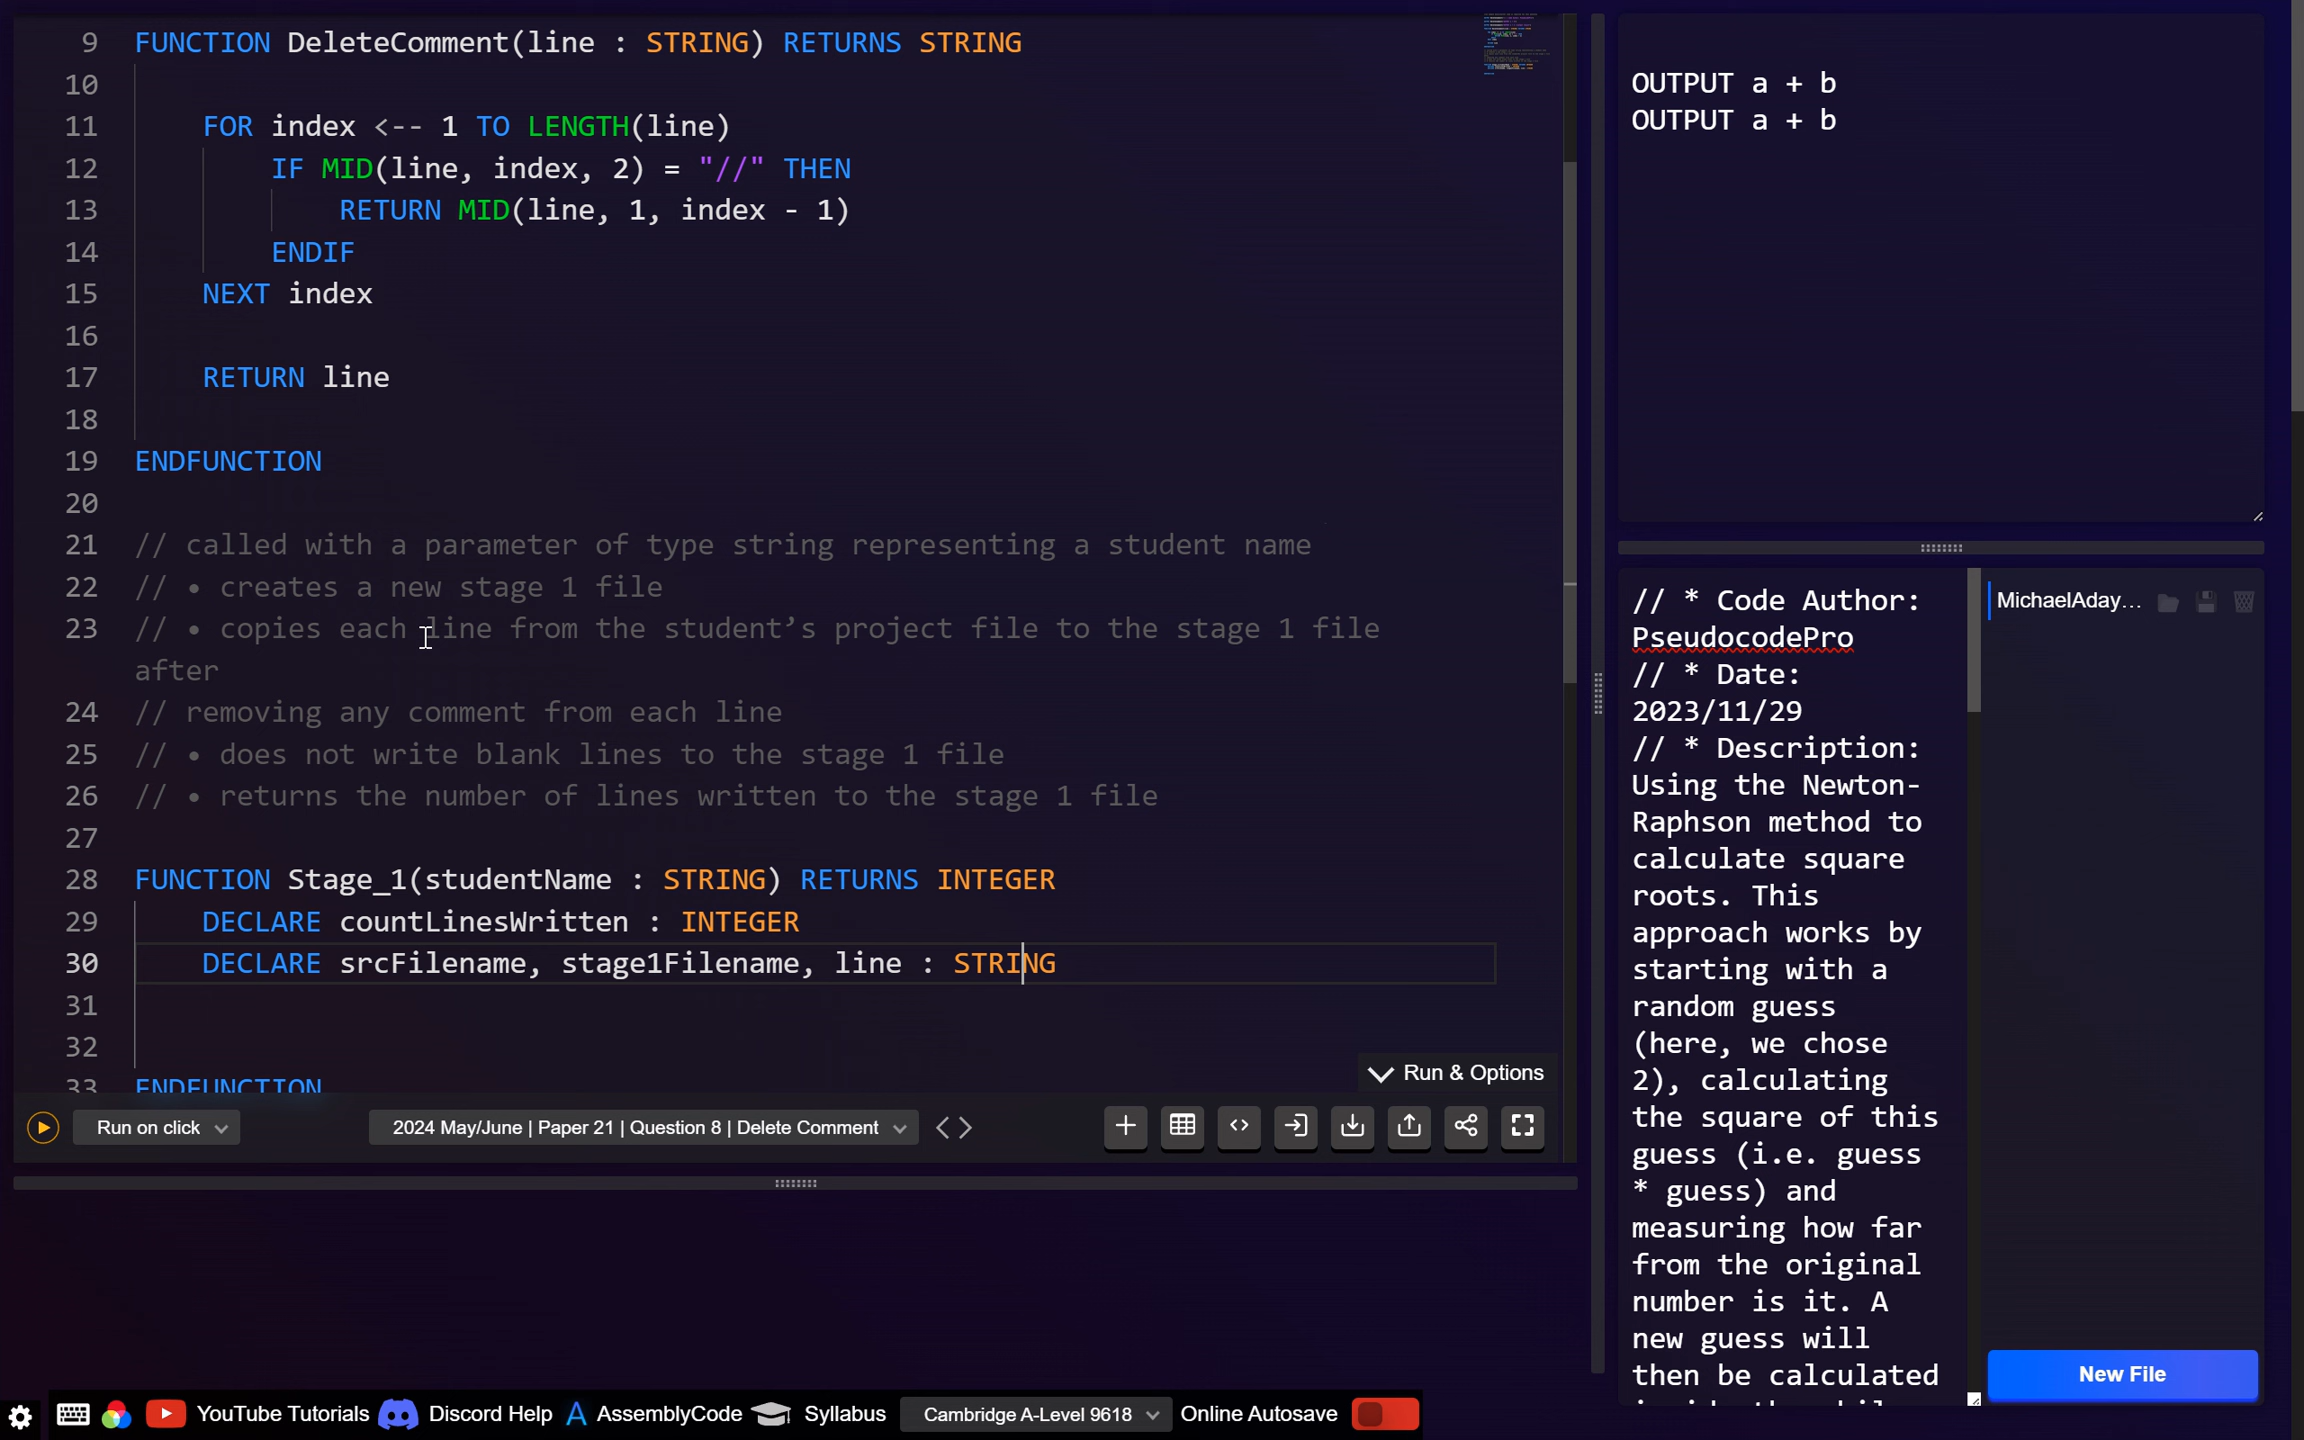 9 FUNCTION DeleteComment(line : STRING) RETURNS STRING
10
11 FOR index <-- 1 TO LENGTH(line)
12 IF MID(line, index, 2) = "//" THEN
13 RETURN MID(line, 1, index - 1)
14 ENDIF
15 NEXT index
16
17 RETURN line
18
19 ENDFUNCTION
20
21 // called with a parameter of type string representing a student name
22 // • creates a new stage 1 file
23 // • copies each line from the student’s project file to the stage 1 file
after
24 // removing any comment from each line
25 // • does not write blank lines to the stage 1 file
26 // • returns the number of lines written to the stage 1 file
27
28 FUNCTION Stage_1(studentName : STRING) RETURNS INTEGER
29 DECLARE countLinesWritten : INTEGER
30 DECLARE srcFilename, stage1Filename, line : STRING
31
32
33 ENDFUNCTION
Run & Options
Run on click
2024 May/June | Paper 21 | Question 8 | Delete Comment
OUTPUT a + b
OUTPUT a + b
// * Code Author:
PseudocodePro
// * Date:
2023/11/29
// * Description:
Using the Newton-
Raphson method to
calculate square
roots. This
approach works by
starting with a
random guess
(here, we chose
2), calculating
the square of this
guess (i.e. guess
* guess) and
measuring how far
from the original
number is it. A
new guess will
then be calculated
MichaelAday...
New File
YouTube Tutorials
Discord Help
AssemblyCode
Syllabus
Cambridge A-Level 9618
Online Autosave